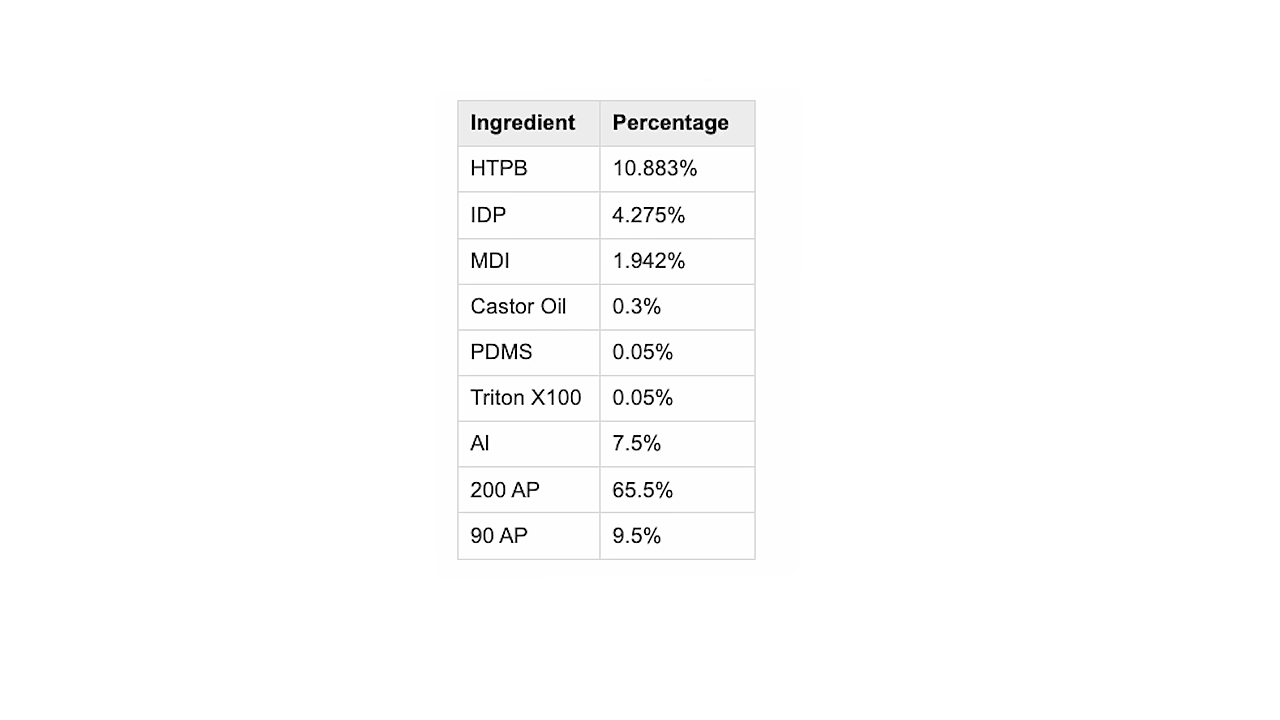 Ingredient Percentage
HTPB 10.883%
IDP 4.275%
MDI 1.942%
Castor Oil 0.3%
PDMS 0.05%
Triton X100 0.05%
Al 7.5%
200 AP 65.5%
90 AP 9.5%